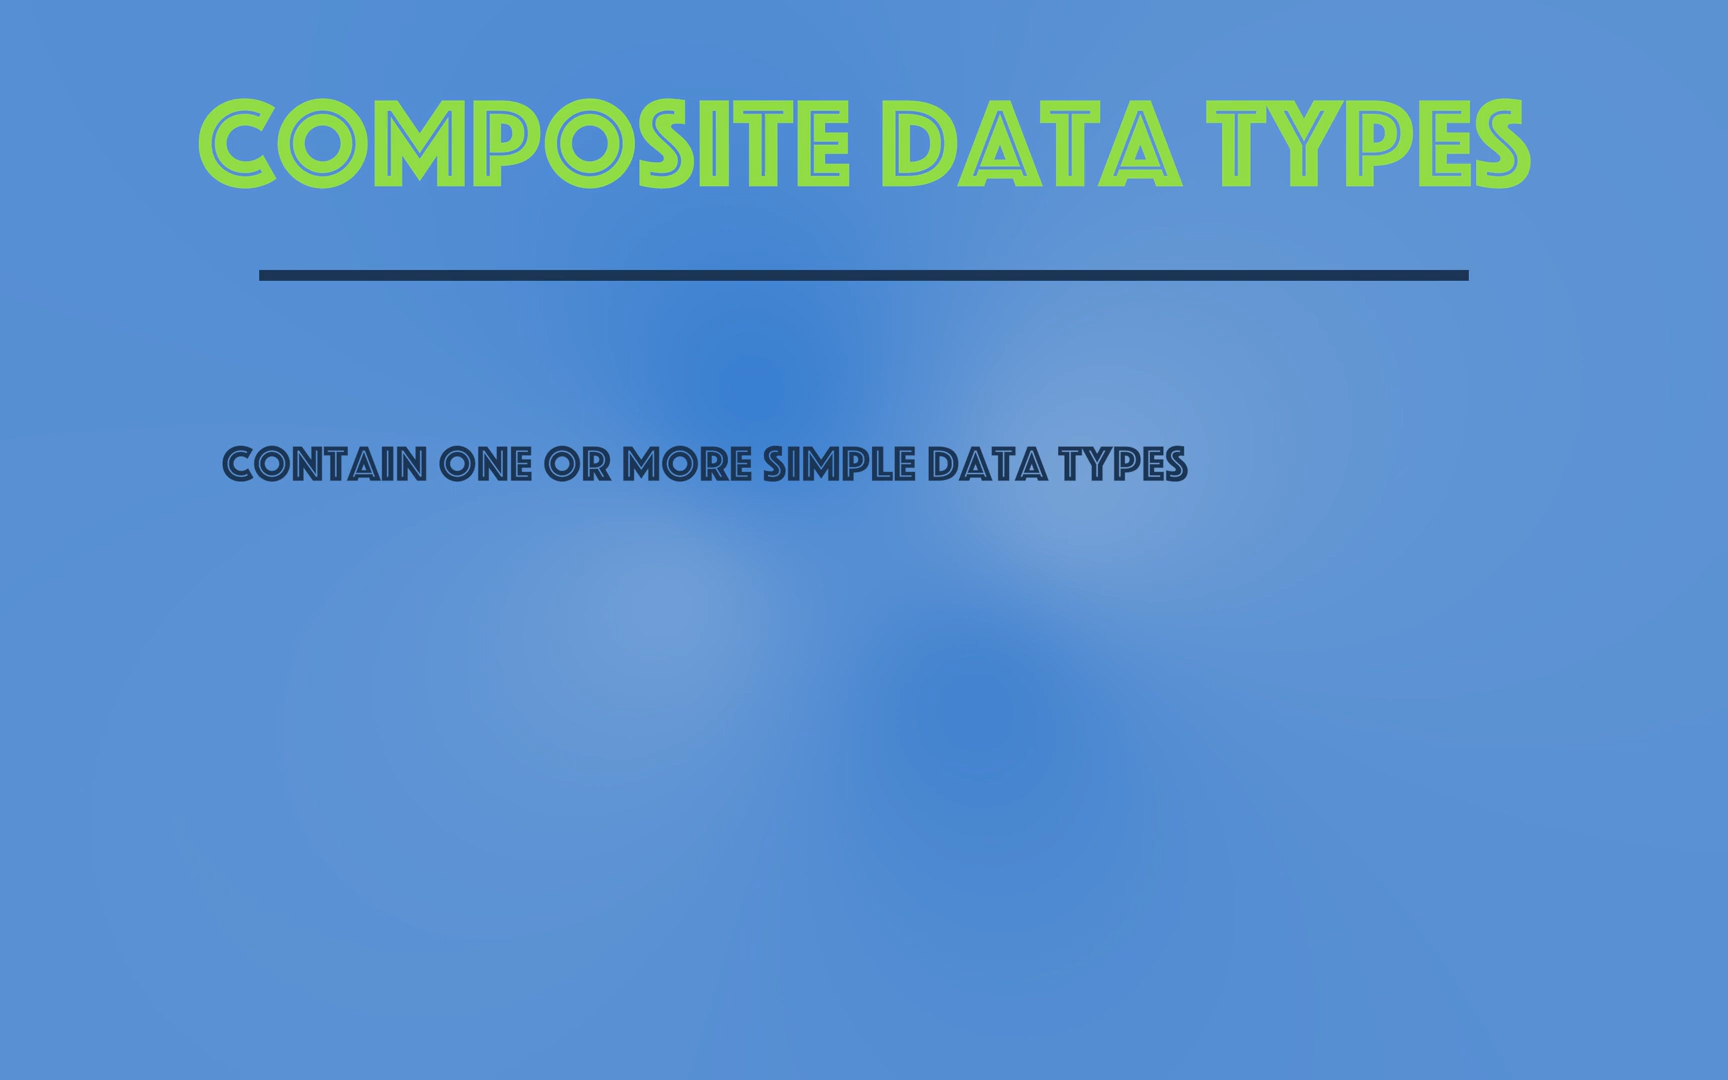 COMPOSITE DATA TYPES
CONTAIN ONE OR MORE SIMPLE DATA TYPES